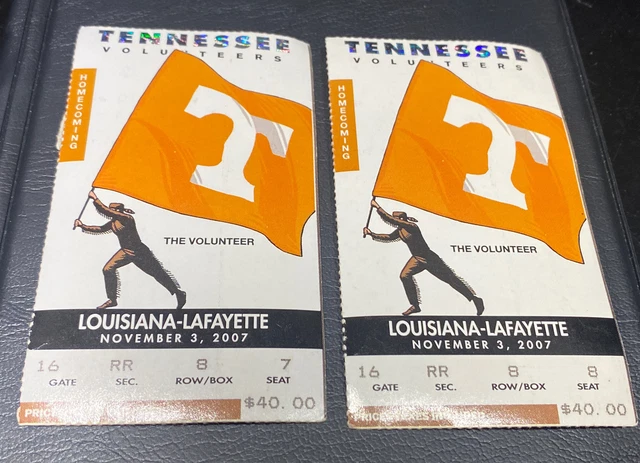 TENNESSEE
VOLUNTEERS
HOMECOMING
T
THE VOLUNTEER
LOUISIANA-LAFAYETTE
NOVEMBER 3, 2007
16 RR 8 7
GATE SEC. ROW/BOX SEAT
$40.00
TENNESSEE
VOLUNTEERS
HOMECOMING
T
THE VOLUNTEER
LOUISIANA-LAFAYETTE
NOVEMBER 3, 2007
16 RR 8 8
GATE SEC. ROW/BOX SEAT
INCLUDED $40.00